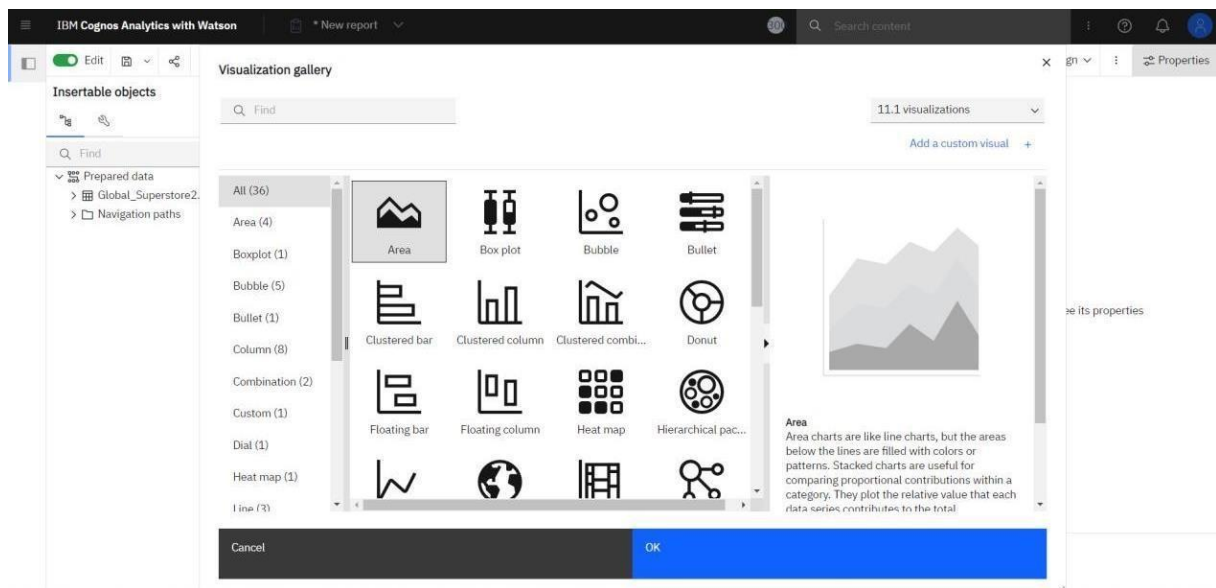 IBM Cognos Analytics with Watson
* New report
Search content
Edit
gn
Properties
Insertable objects
Find
Prepared data
Global_Superstore2.
Navigation paths
Visualization gallery
Find
11.1 visualizations
Add a custom visual +
All (36)
Area (4)
Boxplot (1)
Bubble (5)
Bullet (1)
Column (8)
Combination (2)
Custom (1)
Dial (1)
Heat map (1)
Line (3)
Area
Box plot
Bubble
Bullet
Clustered bar
Clustered column
Clustered combi...
Donut
Floating bar
Floating column
Heat map
Hierarchical pac...
Area
Area charts are like line charts, but the areas
below the lines are filled with colors or
patterns. Stacked charts are useful for
comparing proportional contributions within a
category. They plot the relative value that each
data series contributes to the total.
ee its properties
Cancel
OK